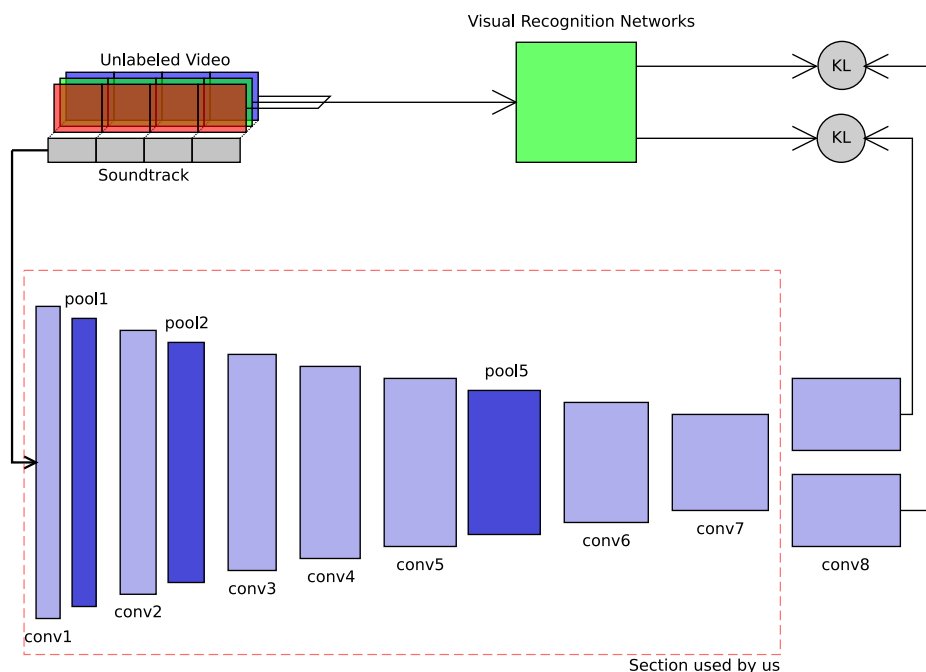 Visual Recognition Networks
Unlabeled Video
KL
KL
Soundtrack
pool1
pool2
pool5
conv1
conv2
conv3
conv4
conv5
conv6
conv7
conv8
Section used by us